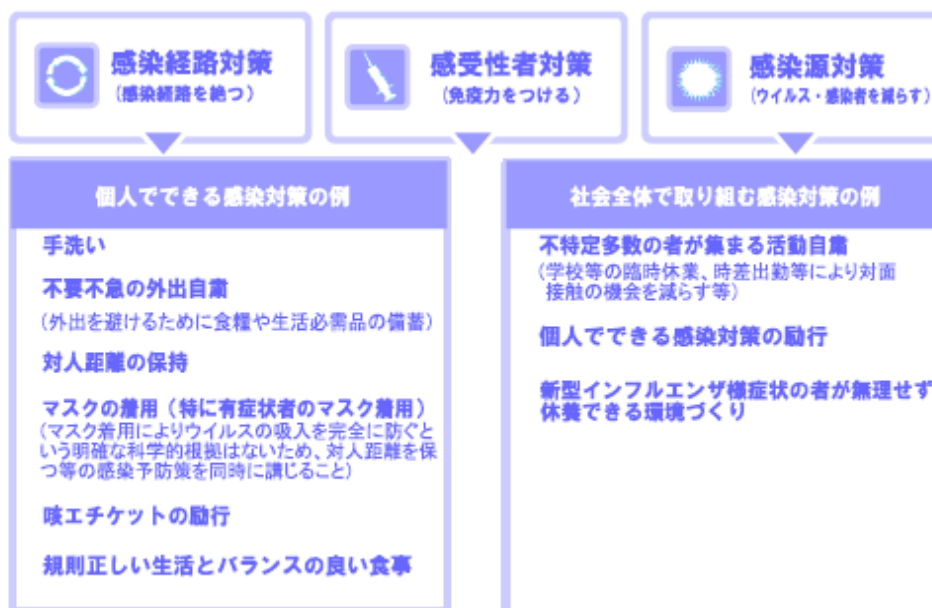 感染経路対策
(感染経路を絶つ)
感受性者対策
(免疫力をつける)
感染源対策
(ウイルス・感染者を減らす)
個人でできる感染対策の例
手洗い
不要不急の外出自粛
(外出を避けるために食糧や生活必需品の備蓄)
対人距離の保持
マスクの着用(特に有症状者のマスク着用)
(マスク着用によりウイルスの吸入を完全に防ぐと
いう明確な科学的根拠はないため、対人距離を保
つ等の感染予防策を同時に講じること)
咳エチケットの励行
規則正しい生活とバランスの良い食事
社会全体で取り組む感染対策の例
不特定多数の者が集まる活動自粛
(学校等の臨時休業、時差出勤等により対面
接触の機会を減らす等)
個人でできる感染対策の励行
新型インフルエンザ様症状の者が無理せず
休養できる環境づくり